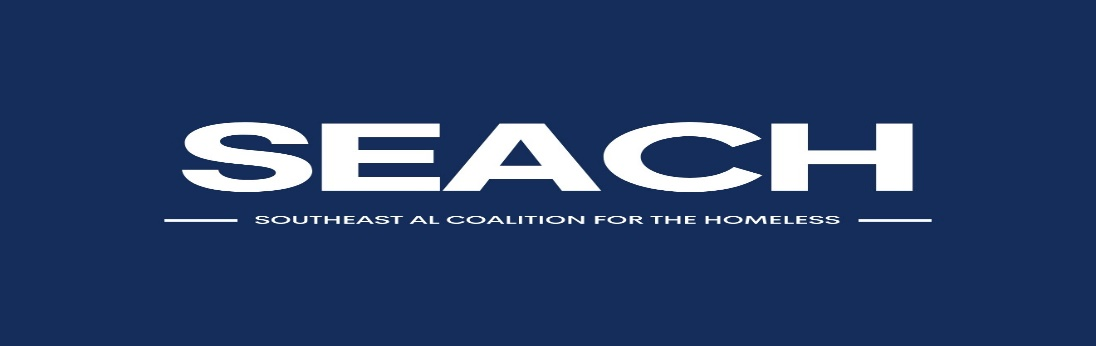 SEACH
SOUTHEAST AL COALITION FOR THE HOMELESS